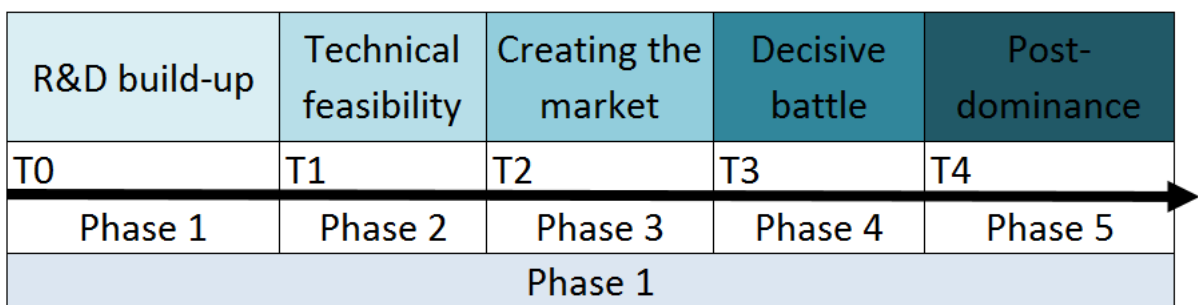 R&D build-up
Technical
feasibility
Creating the
market
Decisive
battle
Post-
dominance
T0
T1
T2
T3
T4
Phase 1
Phase 2
Phase 3
Phase 4
Phase 5
Phase 1